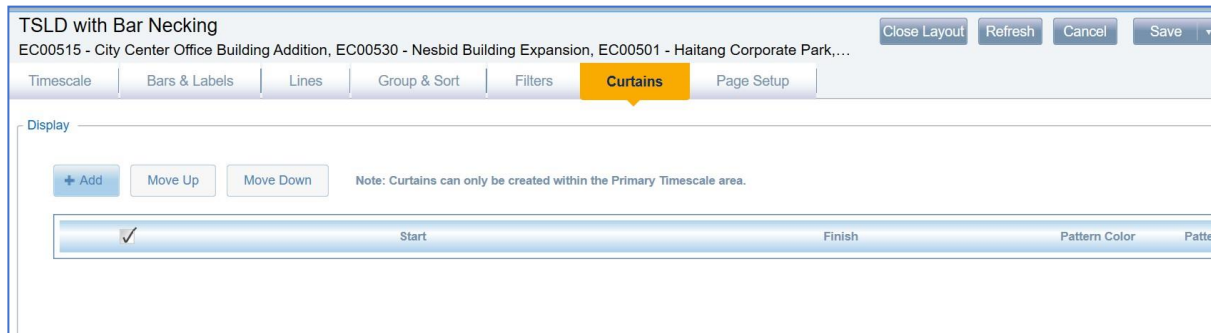 TSLD with Bar Necking
Close Layout Refresh Cancel Save
EC00515 - City Center Office Building Addition, EC00530 - Nesbid Building Expansion, EC00501 - Haitang Corporate Park,...
Timescale Bars & Labels Lines Group & Sort Filters Curtains Page Setup
Display
+ Add Move Up Move Down Note: Curtains can only be created within the Primary Timescale area.
Start Finish Pattern Color Patte